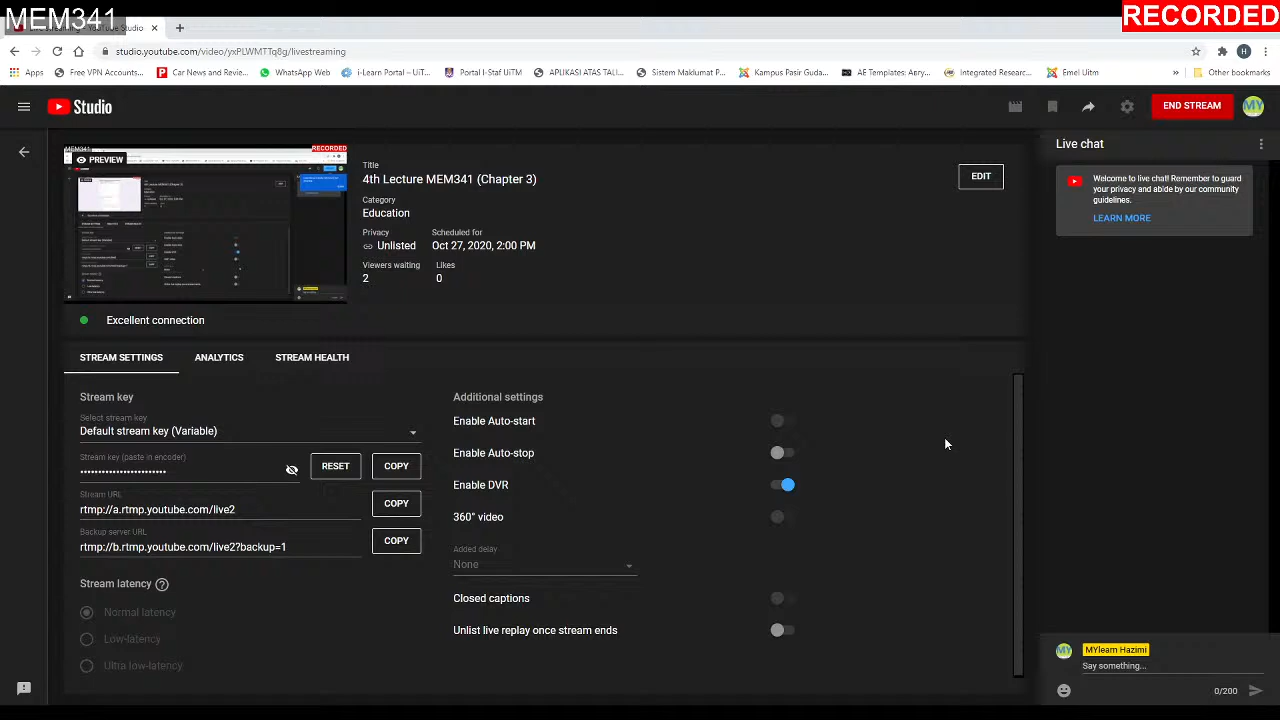 MEM341
RECORDED
studio.youtube.com/video/yxPLWMTTq8g/livestreaming
H
Apps
Free VPN Accounts...
Car News and Revie...
WhatsApp Web
i-Learn Portal – UiT...
Portal I-Staf UiTM
APLIKASI ATAS TALI...
Sistem Maklumat P...
Kampus Pasir Guda...
AE Templates: Anry...
Integrated Researc...
Emel Uitm
»
Other bookmarks
Studio
END STREAM
MY
PREVIEW
RECORDED
Title
4th Lecture MEM341 (Chapter 3)
EDIT
Category
Education
Privacy
Scheduled for
Unlisted
Oct 27, 2020, 2:00 PM
Viewers waiting
Likes
2
0
Excellent connection
STREAM SETTINGS
ANALYTICS
STREAM HEALTH
Stream key
Select stream key
Default stream key (Variable)
Stream key (paste in encoder)
RESET
COPY
Stream URL
rtmp://a.rtmp.youtube.com/live2
COPY
Backup server URL
rtmp://b.rtmp.youtube.com/live2?backup=1
COPY
Stream latency
Normal latency
Low-latency
Ultra low-latency
Additional settings
Enable Auto-start
Enable Auto-stop
Enable DVR
360° video
Added delay
None
Closed captions
Unlist live replay once stream ends
Live chat
Welcome to live chat! Remember to guard
your privacy and abide by our community
guidelines.
LEARN MORE
MY
MYlearn Hazimi
Say something...
0/200